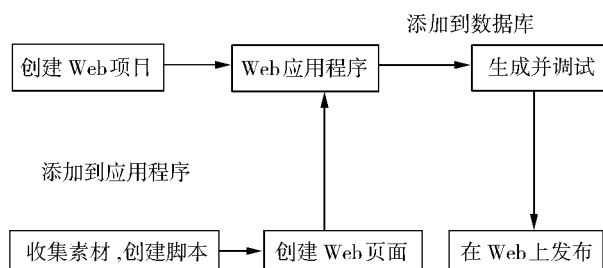 添加到数据库
创建 Web项目
Web应用程序
生成并调试
添加到应用程序
收集素材,创建脚本
创建 Web页面
在 Web上发布